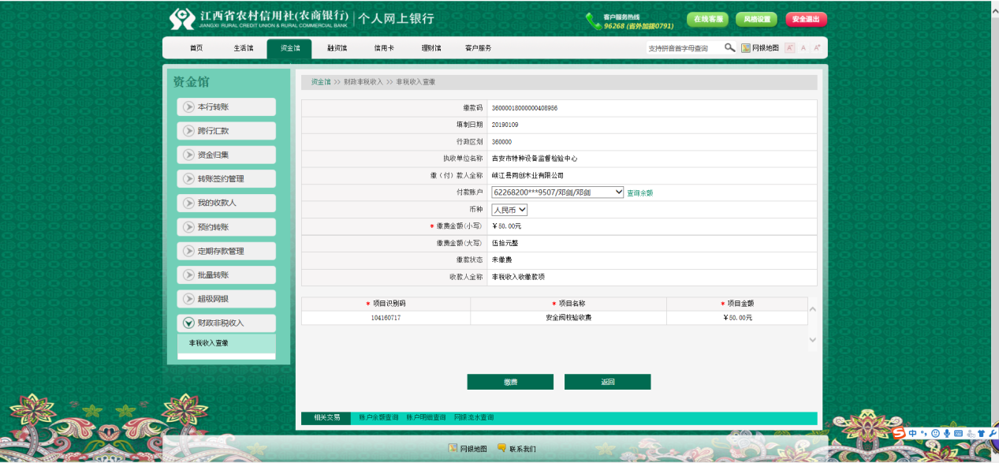 江西省农村信用社(农商银行) 个人网上银行
JIANGXI RURAL CREDIT UNION & RURAL COMMERCIAL BANK
客户服务热线
96268 (省外加拨0791)
在线客服 风格设置 安全退出
首页 生活馆 资金馆 融资馆 信用卡 理财馆 客户服务 支持拼音首字母查询 网银地图 A⁻ A A⁺
资金馆
本行转账
跨行汇款
资金归集
转账签约管理
我的收款人
预约转账
定期存款管理
批量转账
超级网银
财政非税收入
非税收入查缴
资金馆 >> 财政非税收入 >> 非税收入查缴
缴款码 36000018000000408956
填制日期 20190109
行政区划 360000
执收单位名称 吉安市特种设备监督检验中心
缴（付）款人全称 峡江县网创木业有限公司
付款账户 62268200***9507/邓剑/邓剑 查询余额
币种 人民币
* 缴费金额(小写) ￥50.00元
缴费金额(大写) 伍拾元整
缴款状态 未缴费
收款人全称 非税收入收缴款项
* 项目识别码 * 项目名称 * 项目金额
104160717 安全阀校验收费 ￥50.00元
缴费 返回
相关交易 账户余额查询 账户明细查询 网银流水查询
网银地图 联系我们
中